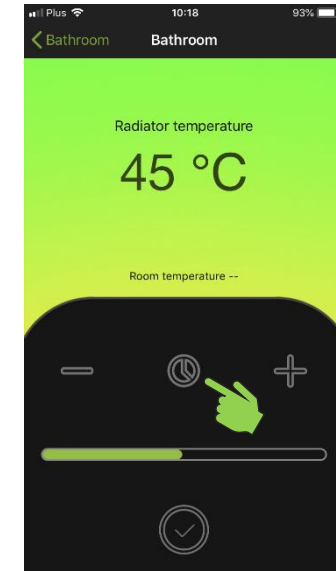 Plus 10:18 93%
Bathroom Bathroom
Radiator temperature
45 °C
Room temperature --